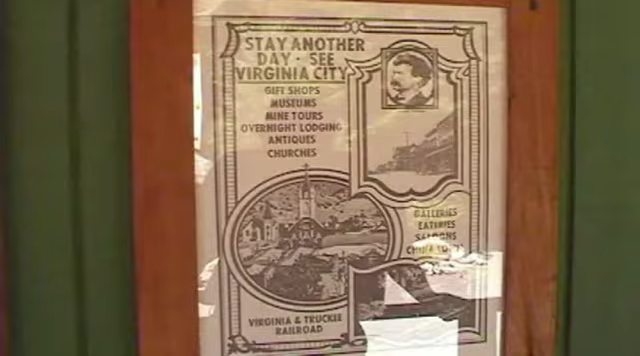 STAY ANOTHER
DAY · SEE
VIRGINIA CITY
GIFT SHOPS
MUSEUMS
MINE TOURS
OVERNIGHT LODGING
ANTIQUES
CHURCHES
GALLERIES
EATERIES
SALOONS
VIRGINIA & TRUCKEE
RAILROAD